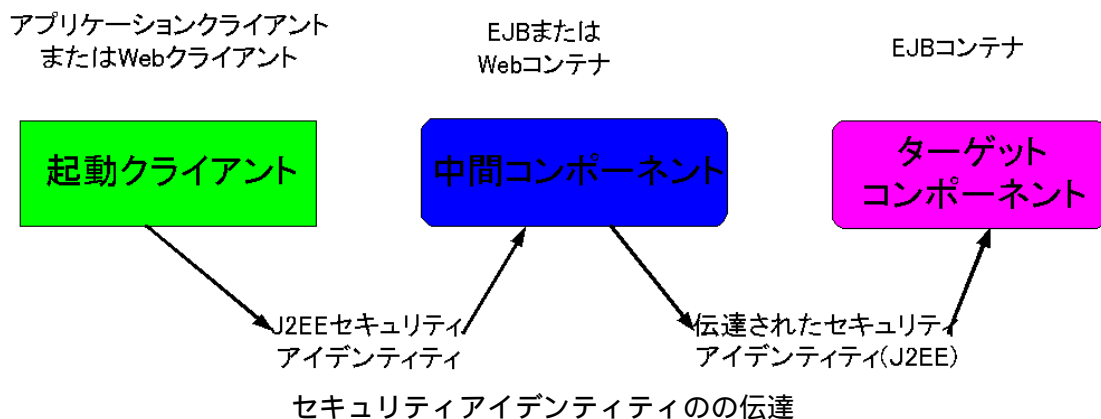 アプリケーションクライアント
またはWebクライアント
EJBまたは
Webコンテナ
EJBコンテナ
起動クライアント
中間コンポーネント
ターゲット
コンポーネント
J2EEセキュリティ
アイデンティティ
伝達されたセキュリティ
アイデンティティ(J2EE)
セキュリティアイデンティティのの伝達